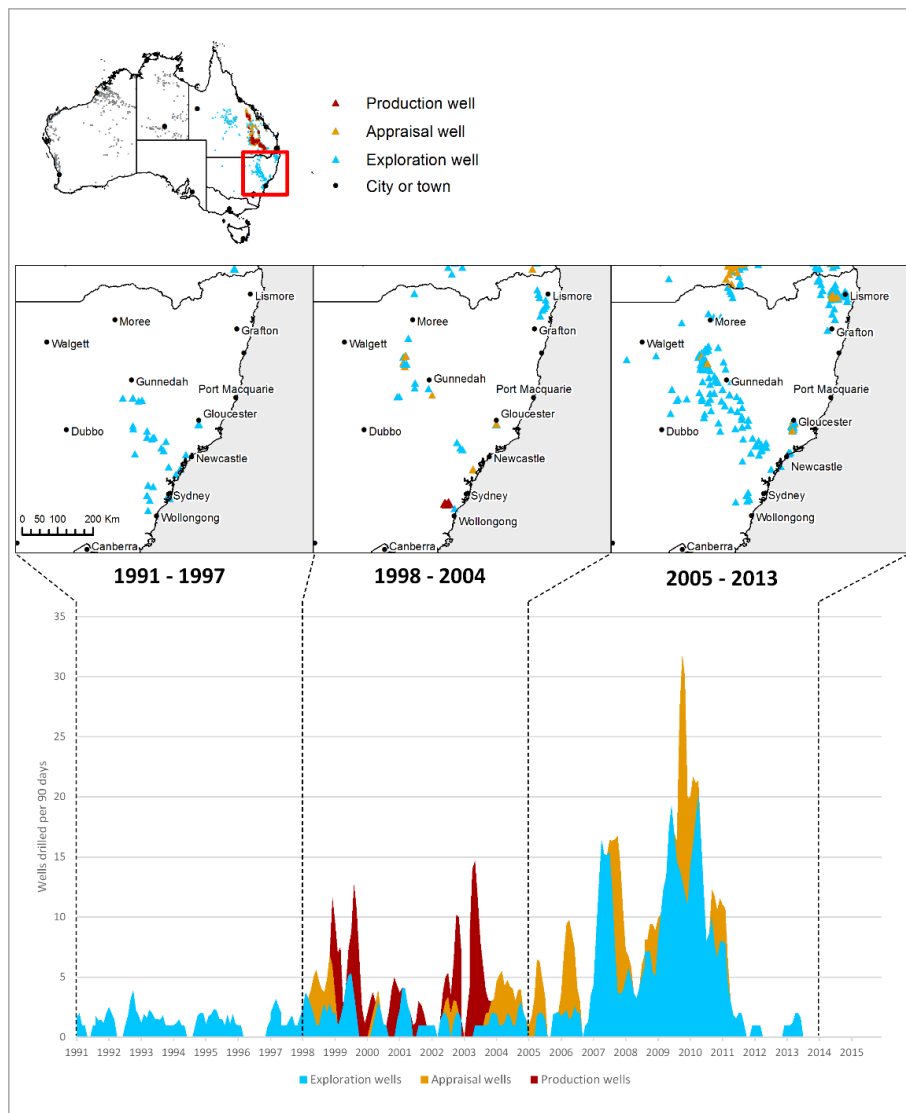 Production well
Appraisal well
Exploration well
City or town
Lismore
Moree
Grafton
Walgett
Gunnedah
Port Macquarie
Gloucester
Dubbo
Newcastle
Sydney
0 50 100 200 Km
Wollongong
Canberra
Lismore
Moree
Grafton
Walgett
Gunnedah
Port Macquarie
Gloucester
Dubbo
Newcastle
Sydney
Wollongong
Canberra
Lismore
Moree
Grafton
Walgett
Gunnedah
Port Macquarie
Gloucester
Dubbo
Newcastle
Sydney
Wollongong
Canberra
1991 - 1997 1998 - 2004 2005 - 2013
35
30
25
20
15
10
5
0
Wells drilled per 90 days
1991 1992 1993 1994 1995 1996 1997 1998 1999 2000 2001 2002 2003 2004 2005 2006 2007 2008 2009 2010 2011 2012 2013 2014 2015
Exploration wells Appraisal wells Production wells